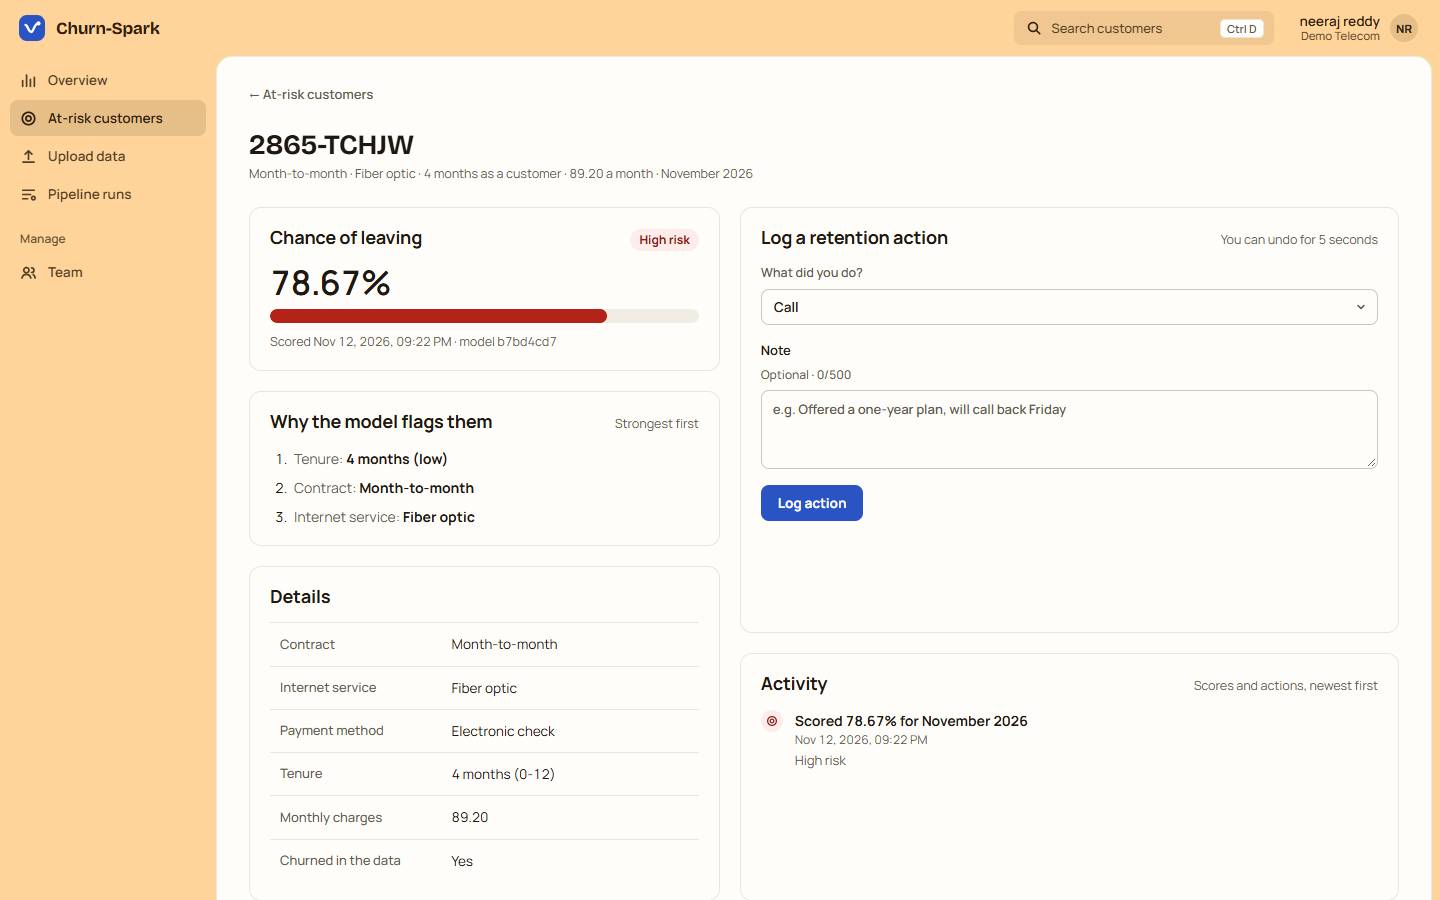 Churn-Spark
Search customers
Ctrl D
neeraj reddy
Demo Telecom
NR
Overview
At-risk customers
Upload data
Pipeline runs
Manage
Team
← At-risk customers
2865-TCHJW
Month-to-month · Fiber optic · 4 months as a customer · 89.20 a month · November 2026
Chance of leaving
High risk
78.67%
Scored Nov 12, 2026, 09:22 PM · model b7bd4cd7
Why the model flags them
Strongest first
1. Tenure: 4 months (low)
2. Contract: Month-to-month
3. Internet service: Fiber optic
Details
Contract Month-to-month
Internet service Fiber optic
Payment method Electronic check
Tenure 4 months (0-12)
Monthly charges 89.20
Churned in the data Yes
Log a retention action
You can undo for 5 seconds
What did you do?
Call
Note
Optional · 0/500
e.g. Offered a one-year plan, will call back Friday
Log action
Activity
Scores and actions, newest first
Scored 78.67% for November 2026
Nov 12, 2026, 09:22 PM
High risk